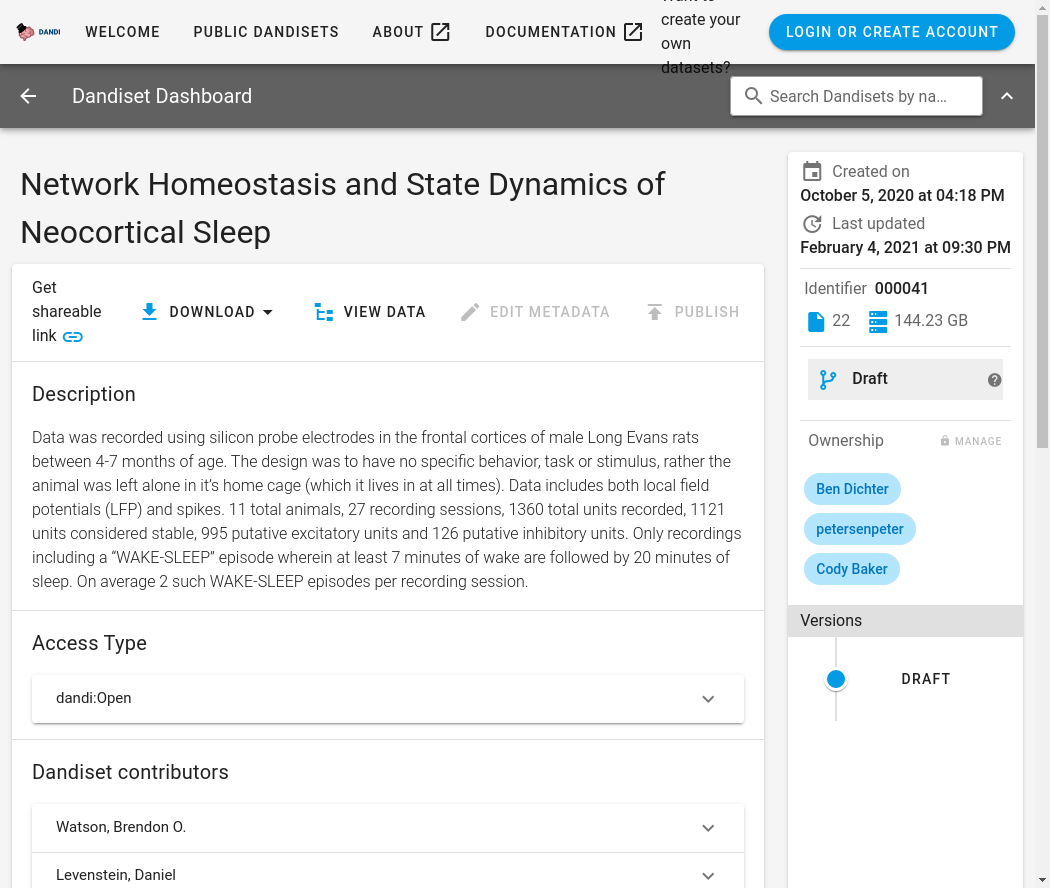 DANDI
WELCOME
PUBLIC DANDISETS
ABOUT
DOCUMENTATION
create your
own
datasets?
LOGIN OR CREATE ACCOUNT
Dandiset Dashboard
Search Dandisets by na…
Network Homeostasis and State Dynamics of
Neocortical Sleep
Get
shareable
link
DOWNLOAD
VIEW DATA
EDIT METADATA
PUBLISH
Description
Data was recorded using silicon probe electrodes in the frontal cortices of male Long Evans rats
between 4-7 months of age. The design was to have no specific behavior, task or stimulus, rather the
animal was left alone in it’s home cage (which it lives in at all times). Data includes both local field
potentials (LFP) and spikes. 11 total animals, 27 recording sessions, 1360 total units recorded, 1121
units considered stable, 995 putative excitatory units and 126 putative inhibitory units. Only recordings
including a “WAKE-SLEEP” episode wherein at least 7 minutes of wake are followed by 20 minutes of
sleep. On average 2 such WAKE-SLEEP episodes per recording session.
Access Type
dandi:Open
Dandiset contributors
Watson, Brendon O.
Levenstein, Daniel
Created on
October 5, 2020 at 04:18 PM
Last updated
February 4, 2021 at 09:30 PM
Identifier 000041
22 144.23 GB
Draft
Ownership
MANAGE
Ben Dichter
petersenpeter
Cody Baker
Versions
DRAFT